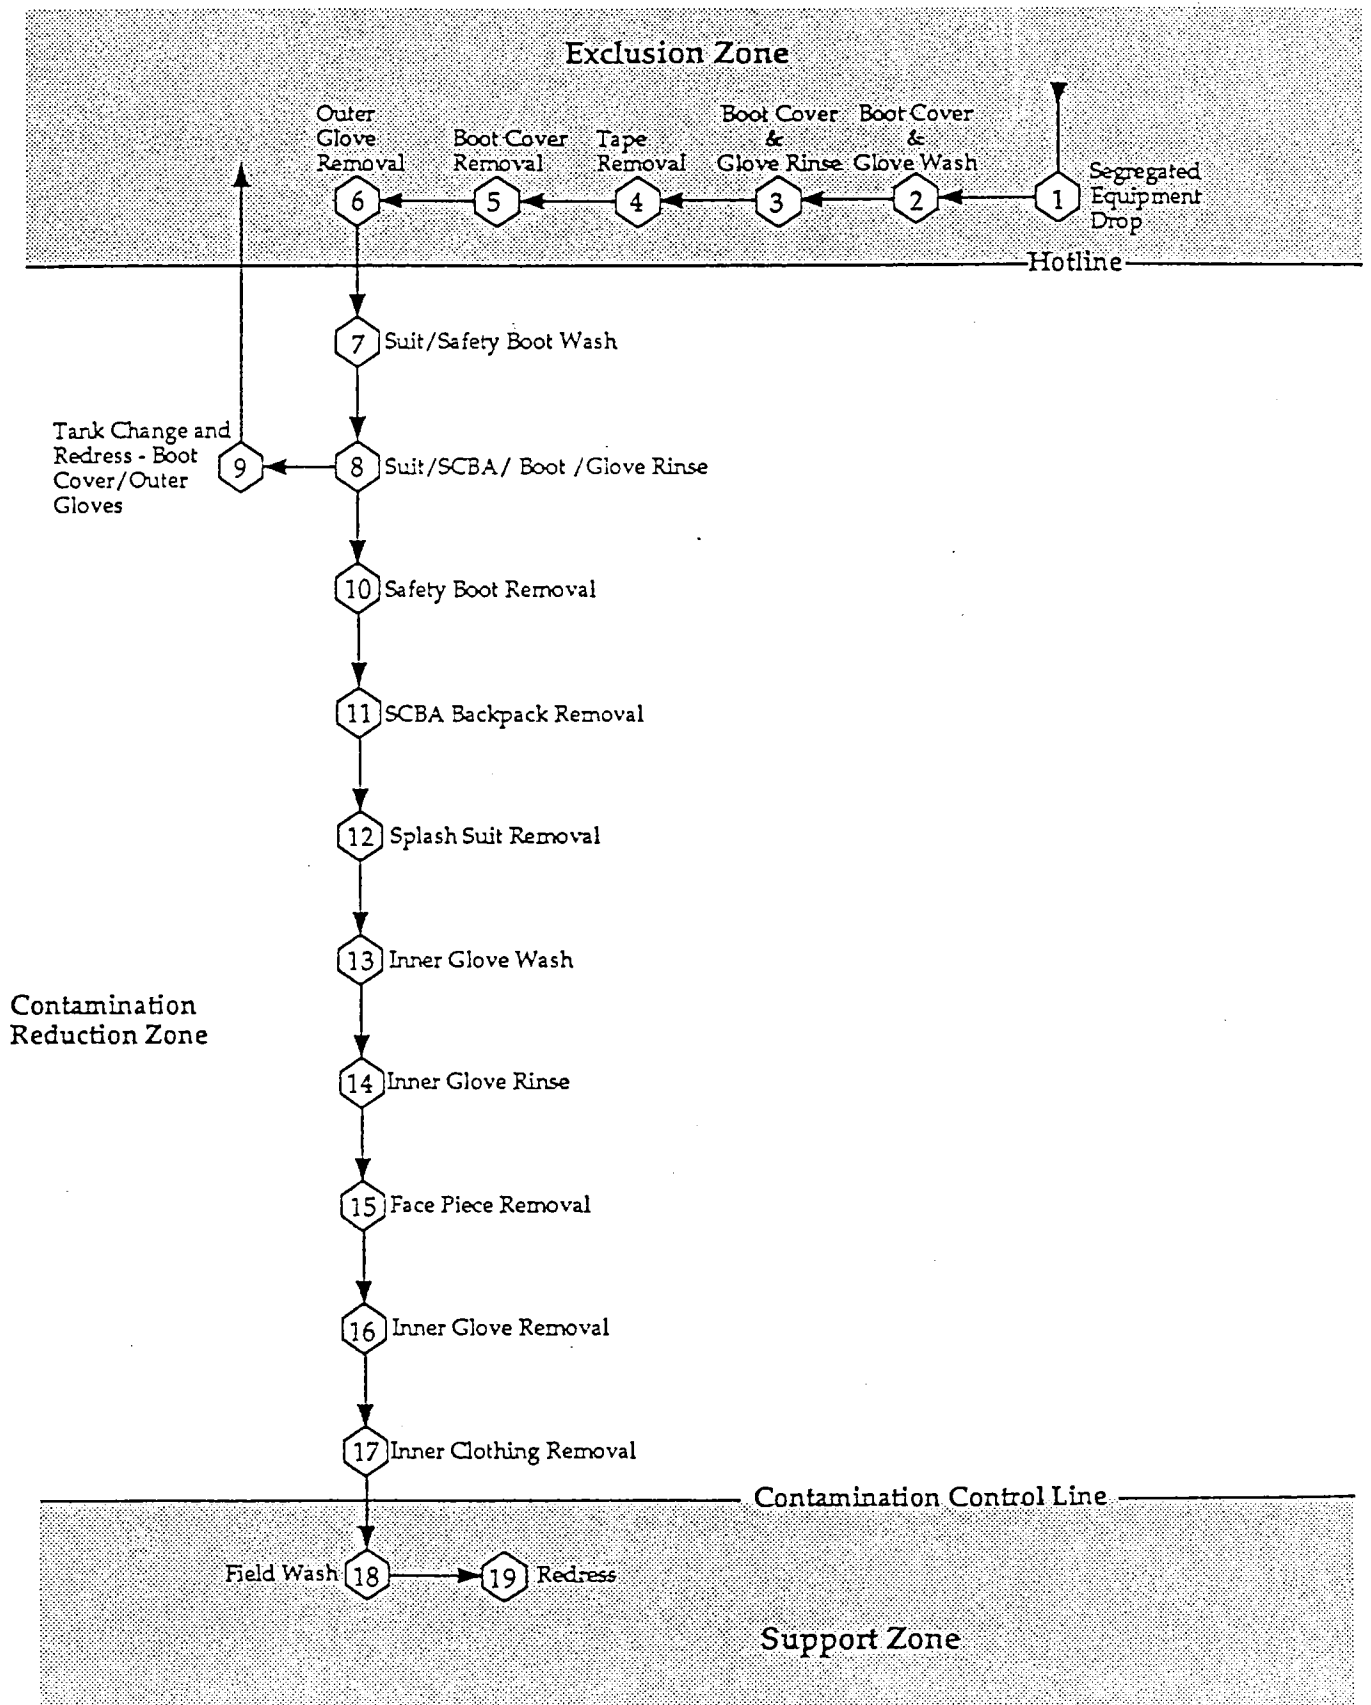 Exclusion Zone
Outer
Glove
Removal
6
Boot Cover
Removal
5
Tape
Removal
4
Boot Cover
&
Glove Rinse
3
Boot Cover
&
Glove Wash
2
1
Segregated
Equipment
Drop
Hotline
7 Suit/Safety Boot Wash
Tank Change and
Redress - Boot
Cover/Outer
Gloves
9
8 Suit/SCBA/ Boot /Glove Rinse
10 Safety Boot Removal
11 SCBA Backpack Removal
12 Splash Suit Removal
13 Inner Glove Wash
Contamination
Reduction Zone
14 Inner Glove Rinse
15 Face Piece Removal
16 Inner Glove Removal
17 Inner Clothing Removal
Contamination Control Line
Field Wash 18
19 Redress
Support Zone